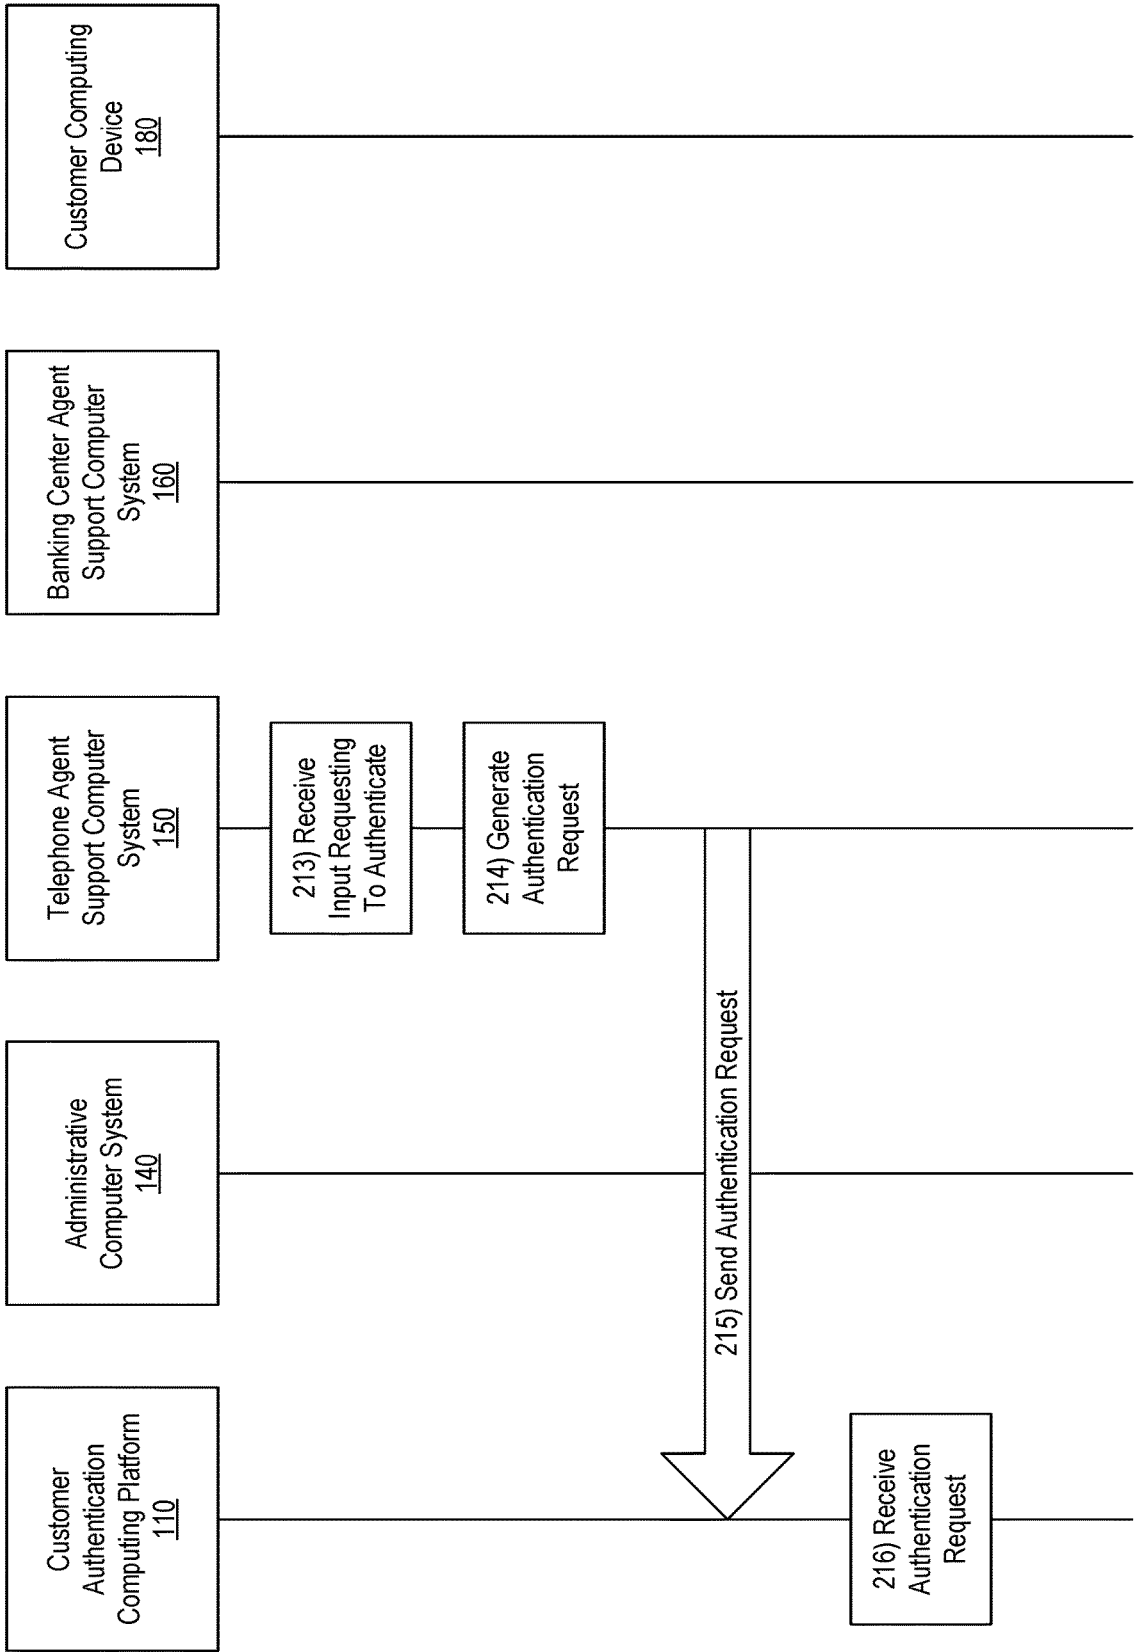 Customer
Authentication
Computing Platform
110
Administrative
Computer System
140
Telephone Agent
Support Computer
System
150
Banking Center Agent
Support Computer
System
160
Customer Computing
Device
180
213) Receive
Input Requesting
To Authenticate
214) Generate
Authentication
Request
215) Send Authentication Request
216) Receive
Authentication
Request